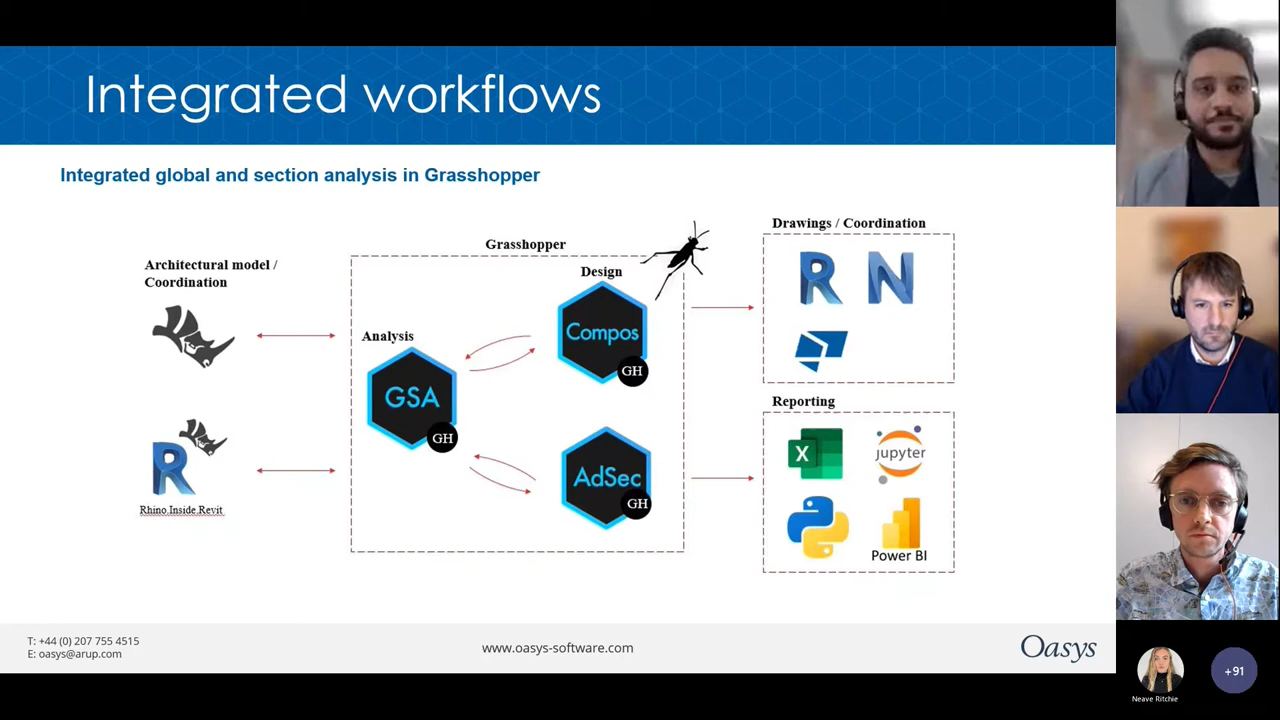 Integrated workflows
Integrated global and section analysis in Grasshopper
Architectural model /
Coordination
Rhino.Inside.Revit
Grasshopper
Analysis
GSA
GH
Design
Compos
GH
AdSec
GH
Drawings / Coordination
R N
Reporting
X
jupyter
Power BI
R
T: +44 (0) 207 755 4515
E: oasys@arup.com
www.oasys-software.com
Oasys
Neave Ritchie
+91